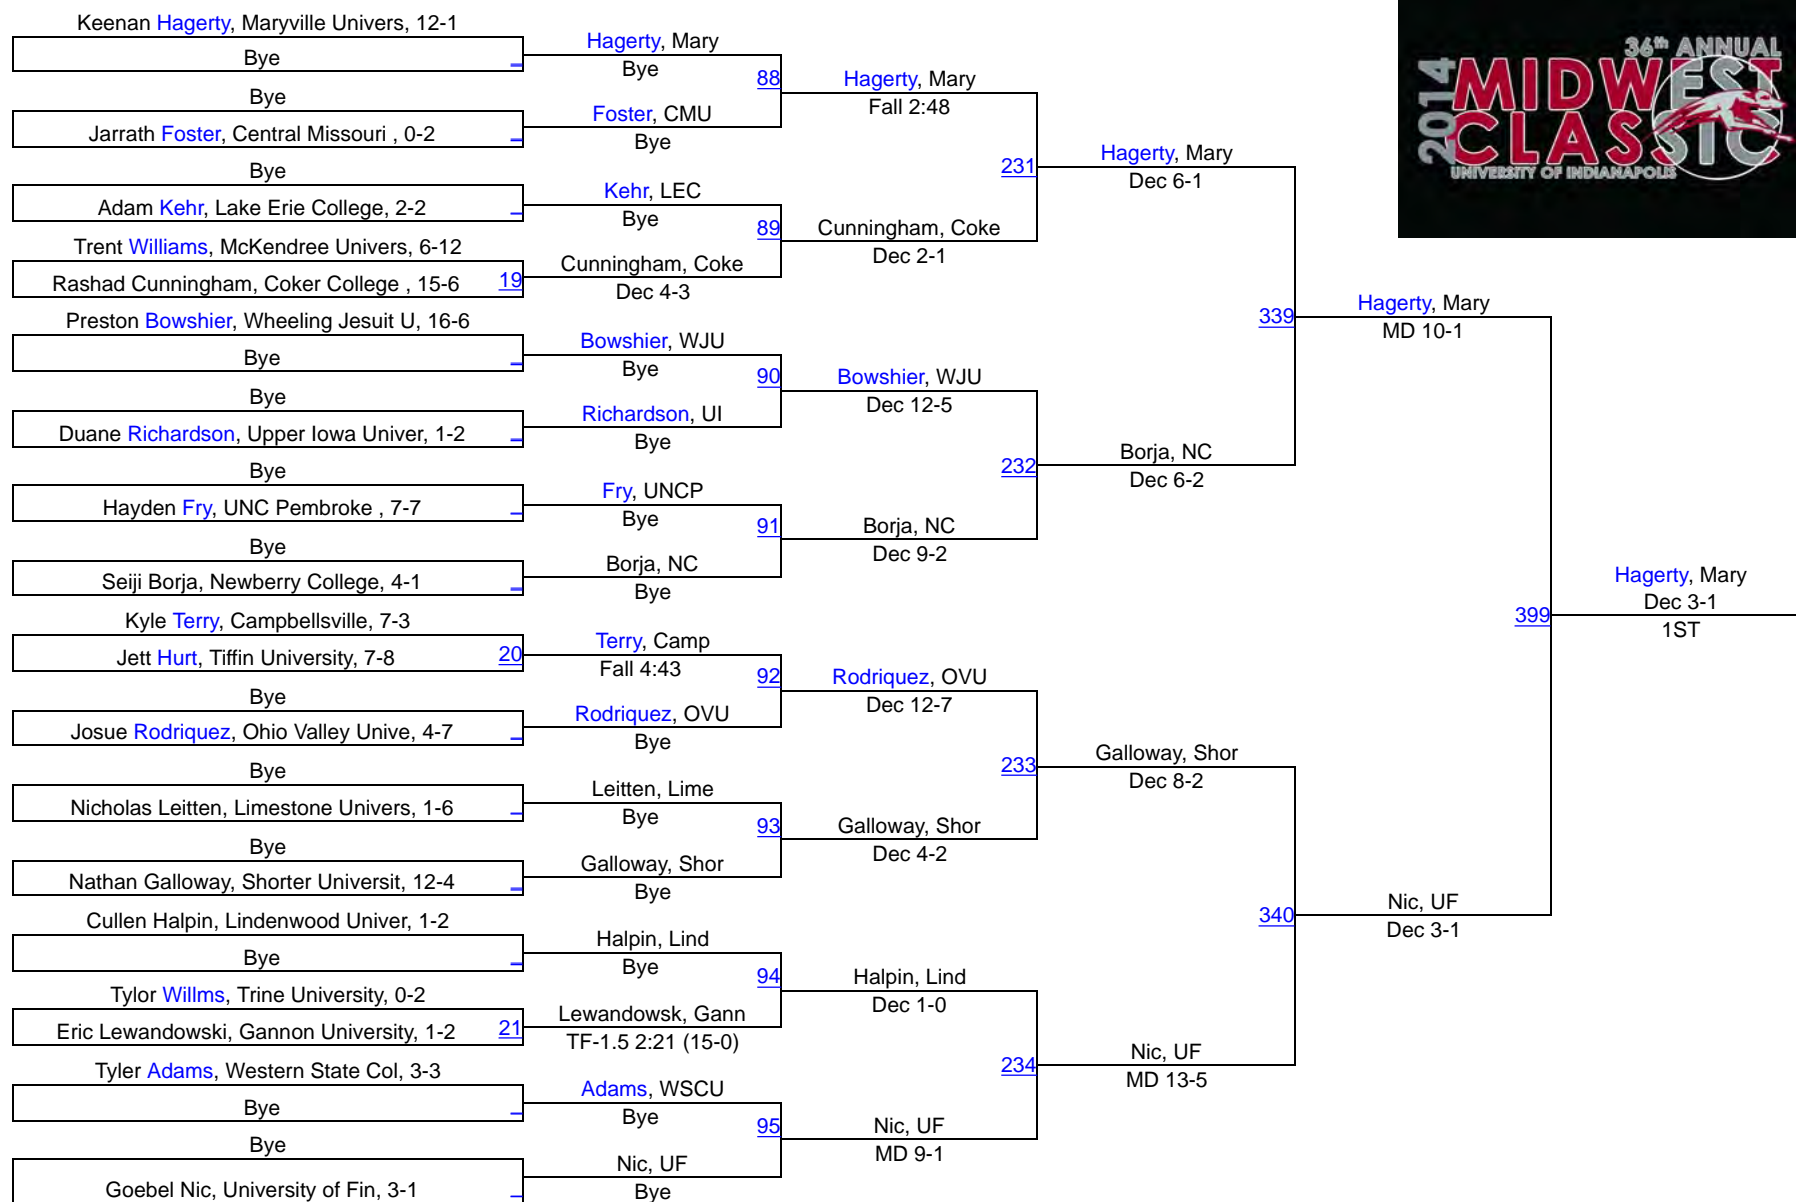 Keenan Hagerty, Maryville Univers, 12-1
Bye
Bye
Jarrath Foster, Central Missouri , 0-2
Bye
Adam Kehr, Lake Erie College, 2-2
Trent Williams, McKendree Univers, 6-12
Rashad Cunningham, Coker College , 15-6 19
Preston Bowshier, Wheeling Jesuit U, 16-6
Bye
Bye
Duane Richardson, Upper Iowa Univer, 1-2
Bye
Hayden Fry, UNC Pembroke , 7-7
Bye
Seiji Borja, Newberry College, 4-1
Kyle Terry, Campbellsville, 7-3
Jett Hurt, Tiffin University, 7-8 20
Bye
Josue Rodriquez, Ohio Valley Unive, 4-7
Bye
Nicholas Leitten, Limestone Univers, 1-6
Bye
Nathan Galloway, Shorter Universit, 12-4
Cullen Halpin, Lindenwood Univer, 1-2
Bye
Tylor Willms, Trine University, 0-2
Eric Lewandowski, Gannon University, 1-2 21
Tyler Adams, Western State Col, 3-3
Bye
Bye
Goebel Nic, University of Fin, 3-1
Hagerty, Mary
Bye
88
Foster, CMU
Bye
Kehr, LEC
Bye
89
Cunningham, Coke
Dec 4-3
Bowshier, WJU
Bye
90
Richardson, UI
Bye
Fry, UNCP
Bye
91
Borja, NC
Bye
Terry, Camp
Fall 4:43
92
Rodriquez, OVU
Bye
Leitten, Lime
Bye
93
Galloway, Shor
Bye
Halpin, Lind
Bye
94
Lewandowsk, Gann
TF-1.5 2:21 (15-0)
Adams, WSCU
Bye
95
Nic, UF
Bye
Hagerty, Mary
Fall 2:48
231
Cunningham, Coke
Dec 2-1
Bowshier, WJU
Dec 12-5
232
Borja, NC
Dec 9-2
Rodriquez, OVU
Dec 12-7
233
Galloway, Shor
Dec 4-2
Halpin, Lind
Dec 1-0
234
Nic, UF
MD 9-1
Hagerty, Mary
Dec 6-1
339
Borja, NC
Dec 6-2
Galloway, Shor
Dec 8-2
340
Nic, UF
MD 13-5
Hagerty, Mary
MD 10-1
399
Nic, UF
Dec 3-1
Hagerty, Mary
Dec 3-1
1ST
36th ANNUAL
2014
MIDWEST
CLASSIC
UNIVERSITY OF INDIANAPOLIS